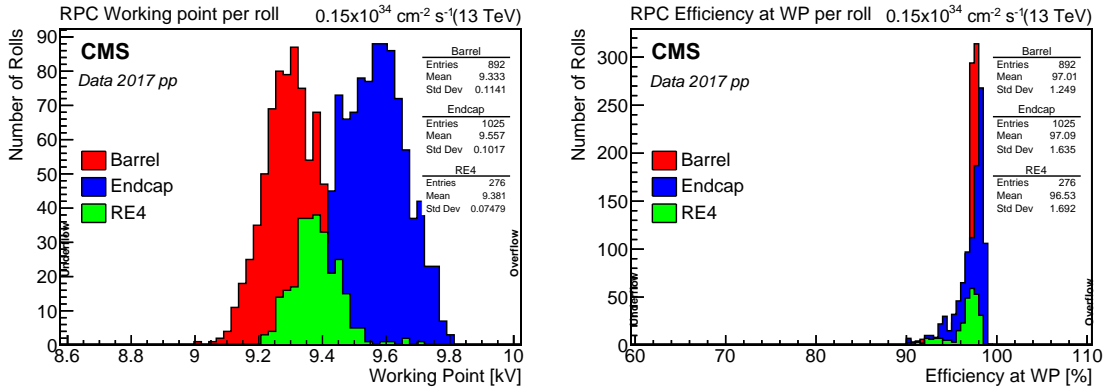 RPC Working point per roll 0.15x10³⁴ cm⁻² s⁻¹(13 TeV)
Number of Rolls
90
80
70
60
50
40
30
20
10
0
CMS
Data 2017 pp
Barrel
Endcap
RE4
Barrel
Entries 892
Mean 9.333
Std Dev 0.1141
Endcap
Entries 1025
Mean 9.557
Std Dev 0.1017
RE4
Entries 276
Mean 9.381
Std Dev 0.07479
Underflow
Overflow
8.6 8.8 9 9.2 9.4 9.6 9.8 10
Working Point [kV]
RPC Efficiency at WP per roll 0.15x10³⁴ cm⁻² s⁻¹(13 TeV)
Number of Rolls
300
250
200
150
100
50
0
CMS
Data 2017 pp
Barrel
Endcap
RE4
Barrel
Entries 892
Mean 97.01
Std Dev 1.249
Endcap
Entries 1025
Mean 97.09
Std Dev 1.635
RE4
Entries 276
Mean 96.53
Std Dev 1.692
Underflow
Overflow
60 70 80 90 100 110
Efficiency at WP [%]